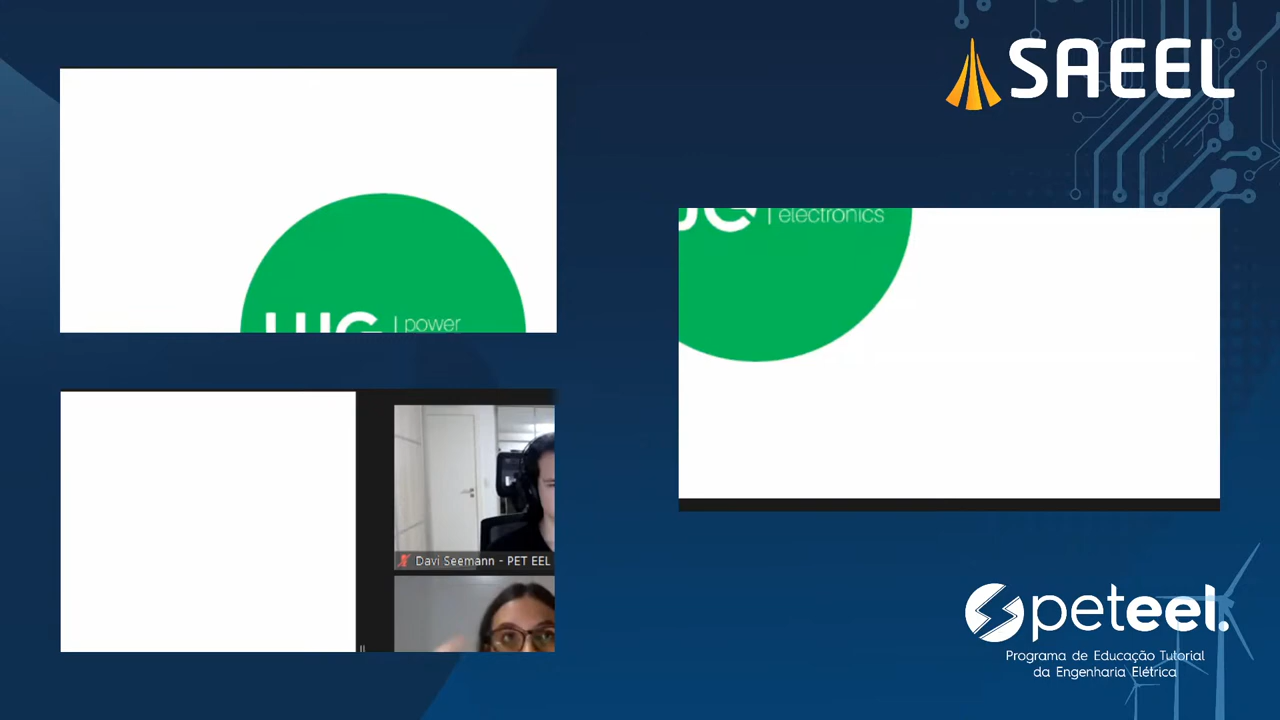 SAEEL
power
electronics
Davi Seemann - PET EEL
peteel.
Programa de Educação Tutorial
da Engenharia Elétrica